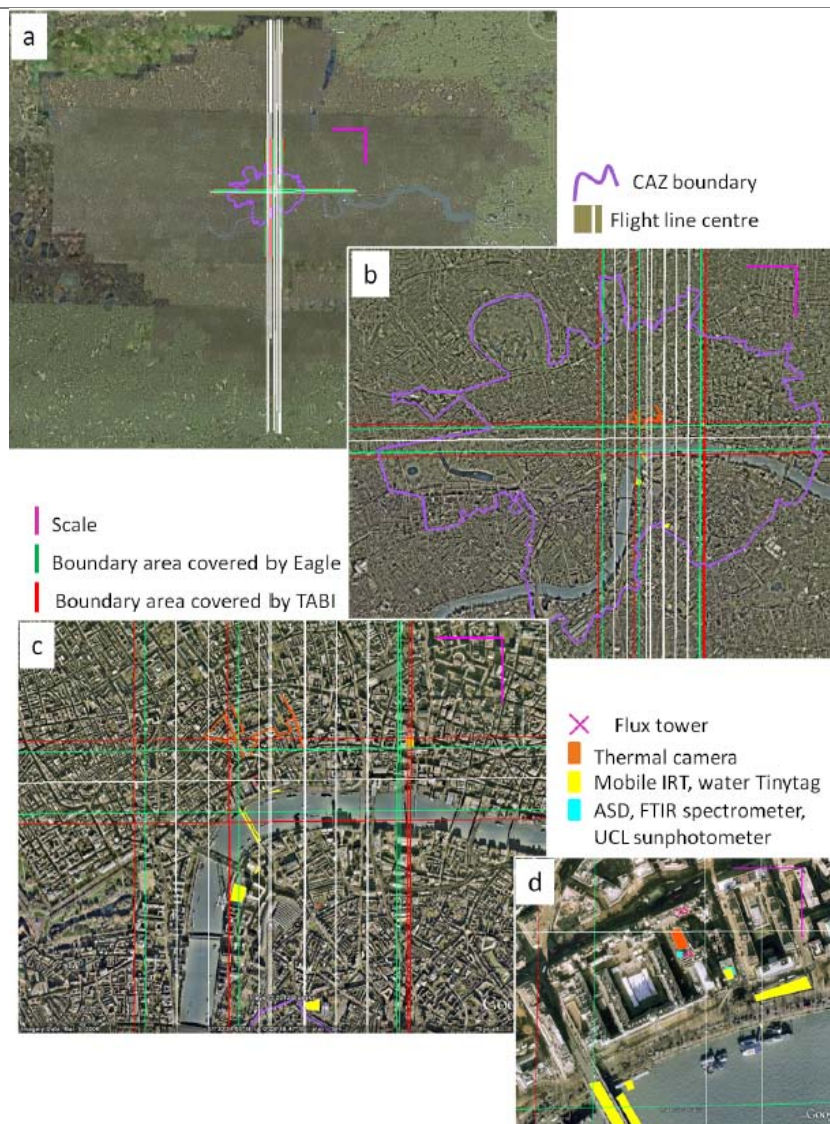 a
CAZ boundary
Flight line centre
b
Scale
Boundary area covered by Eagle
Boundary area covered by TABI
c
Flux tower
Thermal camera
Mobile IRT, water Tinytag
ASD, FTIR spectrometer,
UCL sunphotometer
d